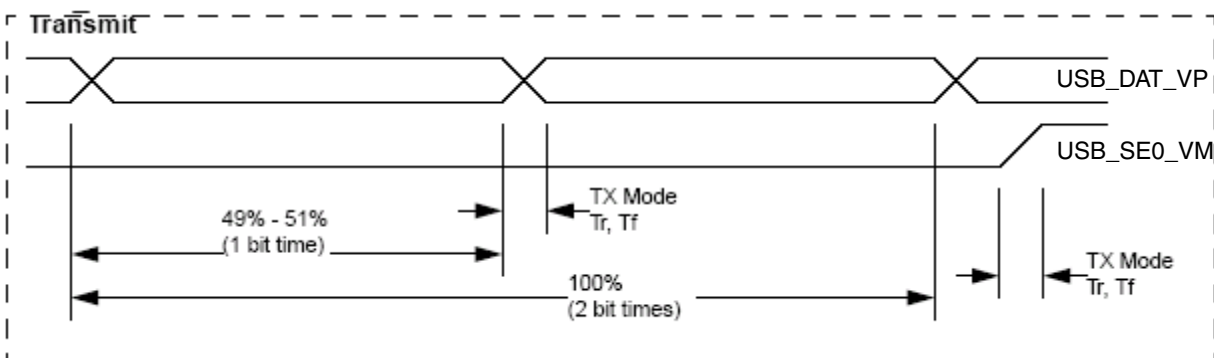 Transmit
USB_DAT_VP
USB_SE0_VM
TX Mode
Tr, Tf
49% - 51%
(1 bit time)
TX Mode
Tr, Tf
100%
(2 bit times)